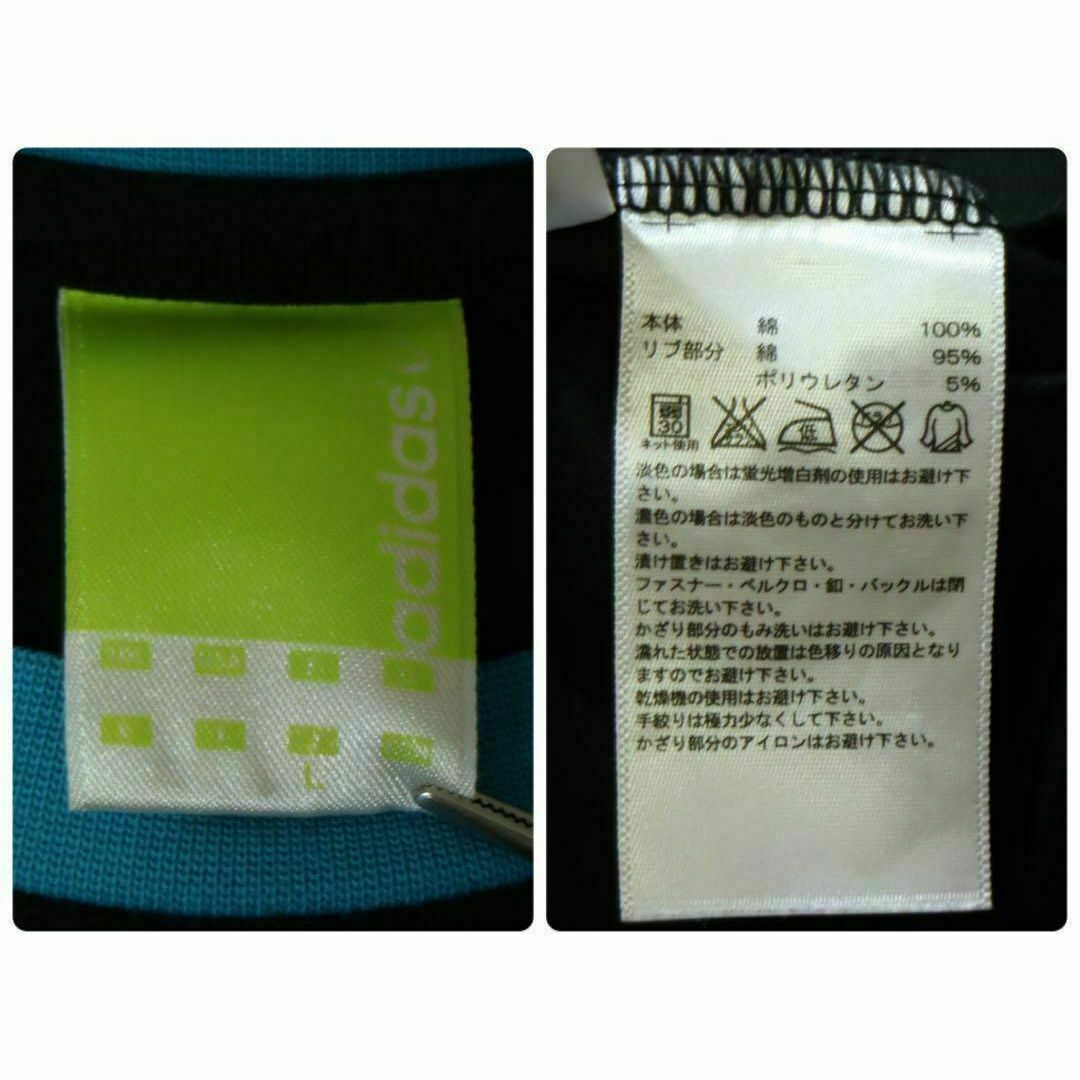 adidas
L
本体 綿 100%
リブ部分 綿 95%
ポリウレタン 5%
弱
30
ネット使用
低
淡色の場合は蛍光増白剤の使用はお避け下
さい。
濃色の場合は淡色のものと分けてお洗い下
さい。
漬け置きはお避け下さい。
ファスナー・ベルクロ・釦・バックルは閉
じてお洗い下さい。
かざり部分のもみ洗いはお避け下さい。
濡れた状態での放置は色移りの原因となり
ますのでお避け下さい。
乾燥機の使用はお避け下さい。
手絞りは極力少なくして下さい。
かざり部分のアイロンはお避け下さい。